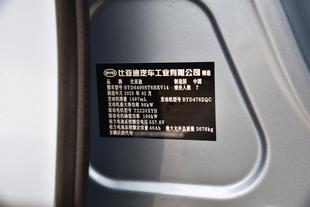 BYD 比亚迪汽车工业有限公司 制造
品牌 比亚迪 制造国 中国
整车型号 BYD6490ST6HEV14 乘坐人数 7
制造年月 2023 年 02 月
发动机排量 1497mL 发动机型号 BYD476ZQC
发动机最大净功率 96kW
驱动电机型号 TZ220XYH
驱动电机峰值功率 160kW
动力电池系统额定电压 537.6V
动力电池系统额定容量 40Ah 最大允许总质量 2678kg